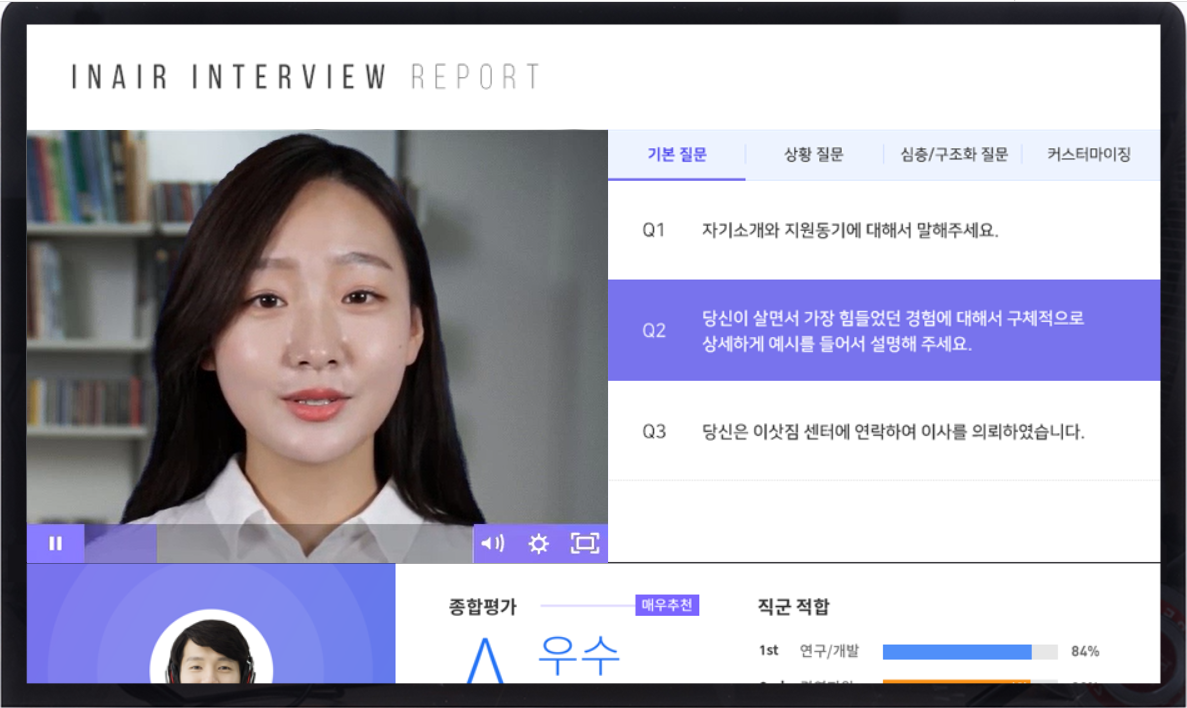 INAIR INTERVIEW REPORT
기본 질문
상황 질문
심층/구조화 질문
커스터마이징
Q1 자기소개와 지원동기에 대해서 말해주세요.
Q2 당신이 살면서 가장 힘들었던 경험에 대해서 구체적으로
상세하게 예시를 들어서 설명해 주세요.
Q3 당신은 이삿짐 센터에 연락하여 이사를 의뢰하였습니다.
종합평가 매우추천
A 우수
직군 적합
1st 연구/개발 84%